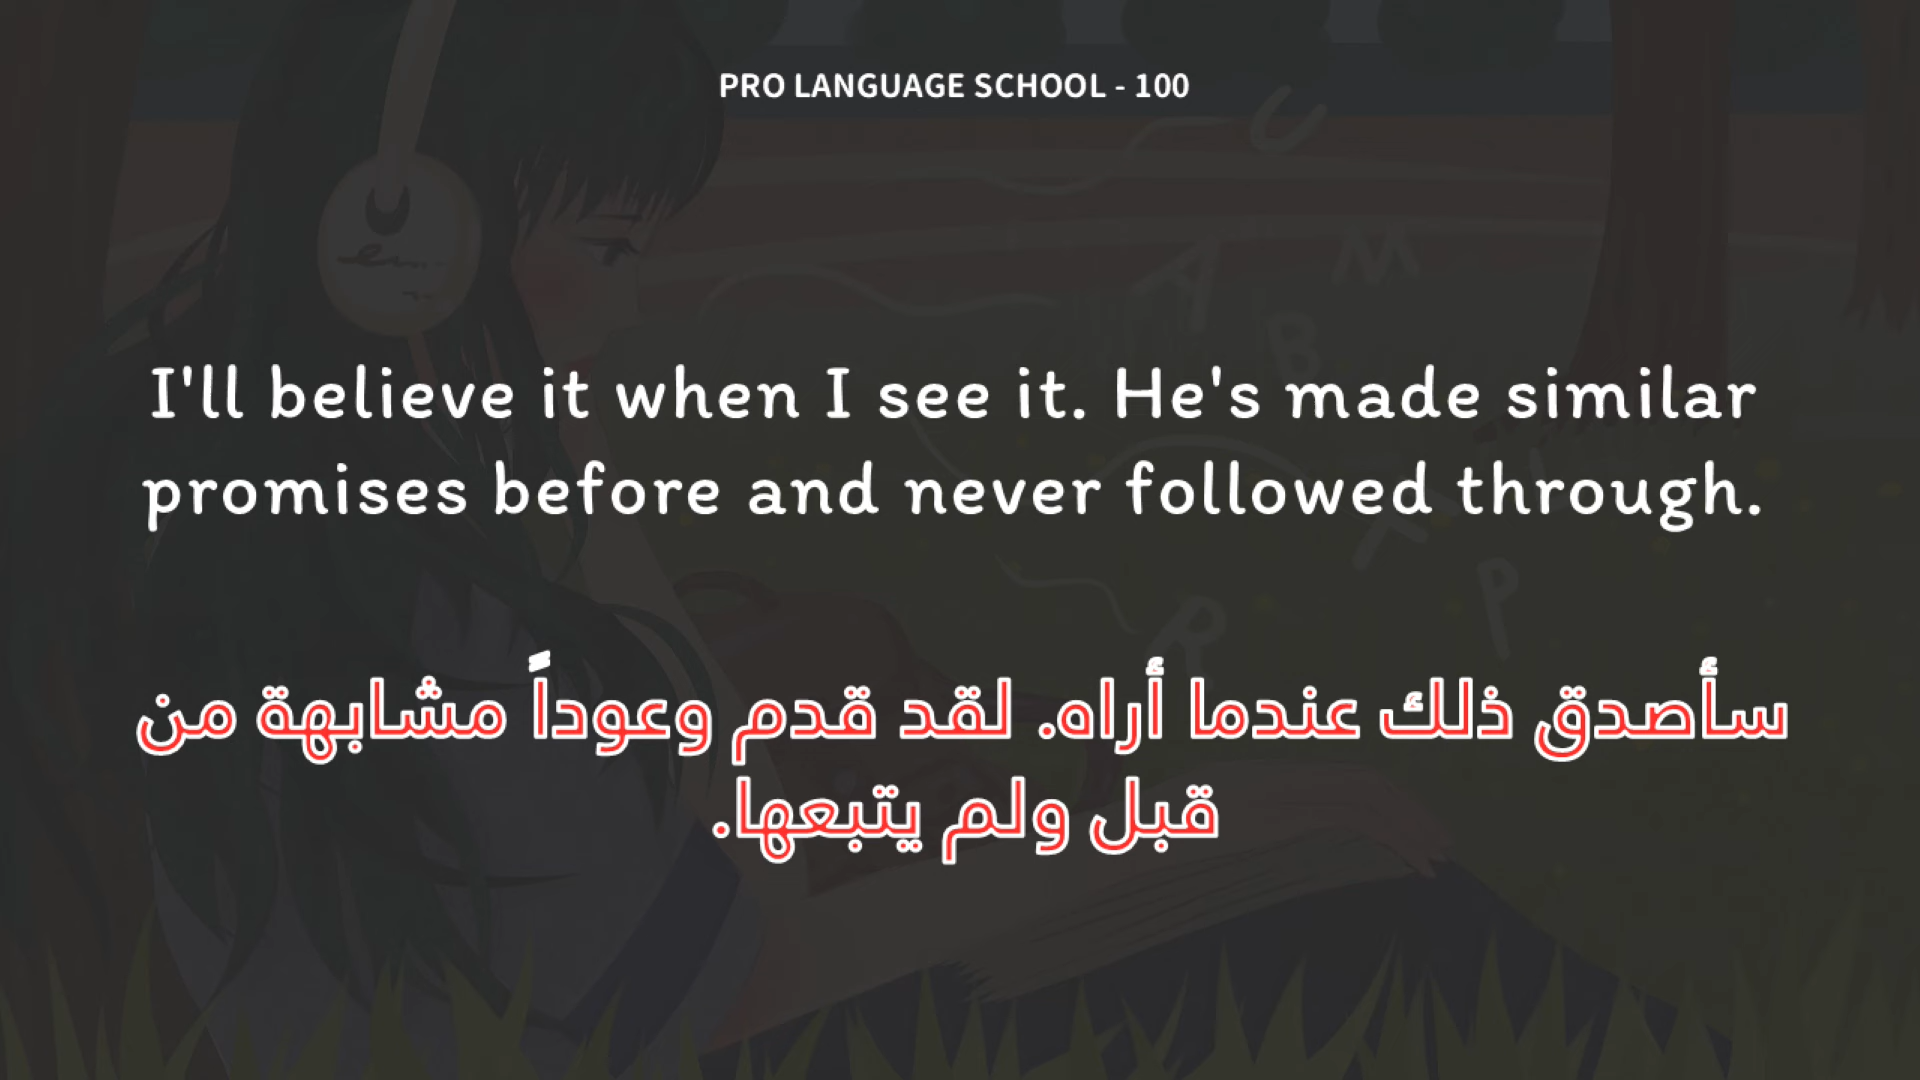 PRO LANGUAGE SCHOOL - 100
I'll believe it when I see it. He's made similar
promises before and never followed through.
سأصدق ذلك عندما أراه. لقد قدم وعوداً مشابهة من
قبل ولم يتبعها.
U
A M
B
L
T
P
R